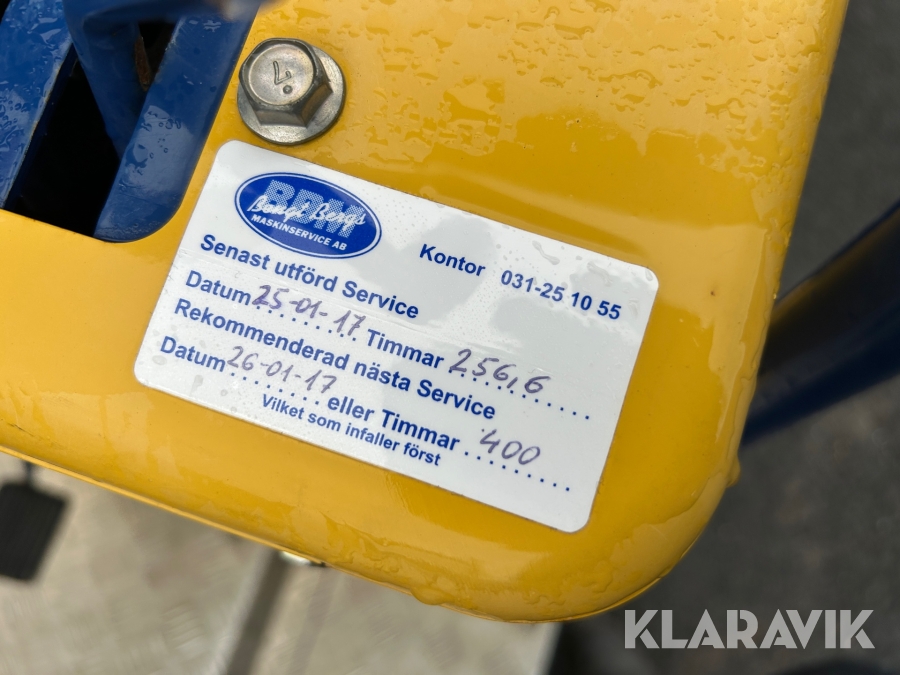 BBM
Bengt Bergs
MASKINSERVICE AB
Kontor 031-25 10 55
Senast utförd Service
Datum 25-01-17 Timmar 256,6
Rekommenderad nästa Service
Datum 26-01-17 eller Timmar 400
Vilket som infaller först
KLARAVIK